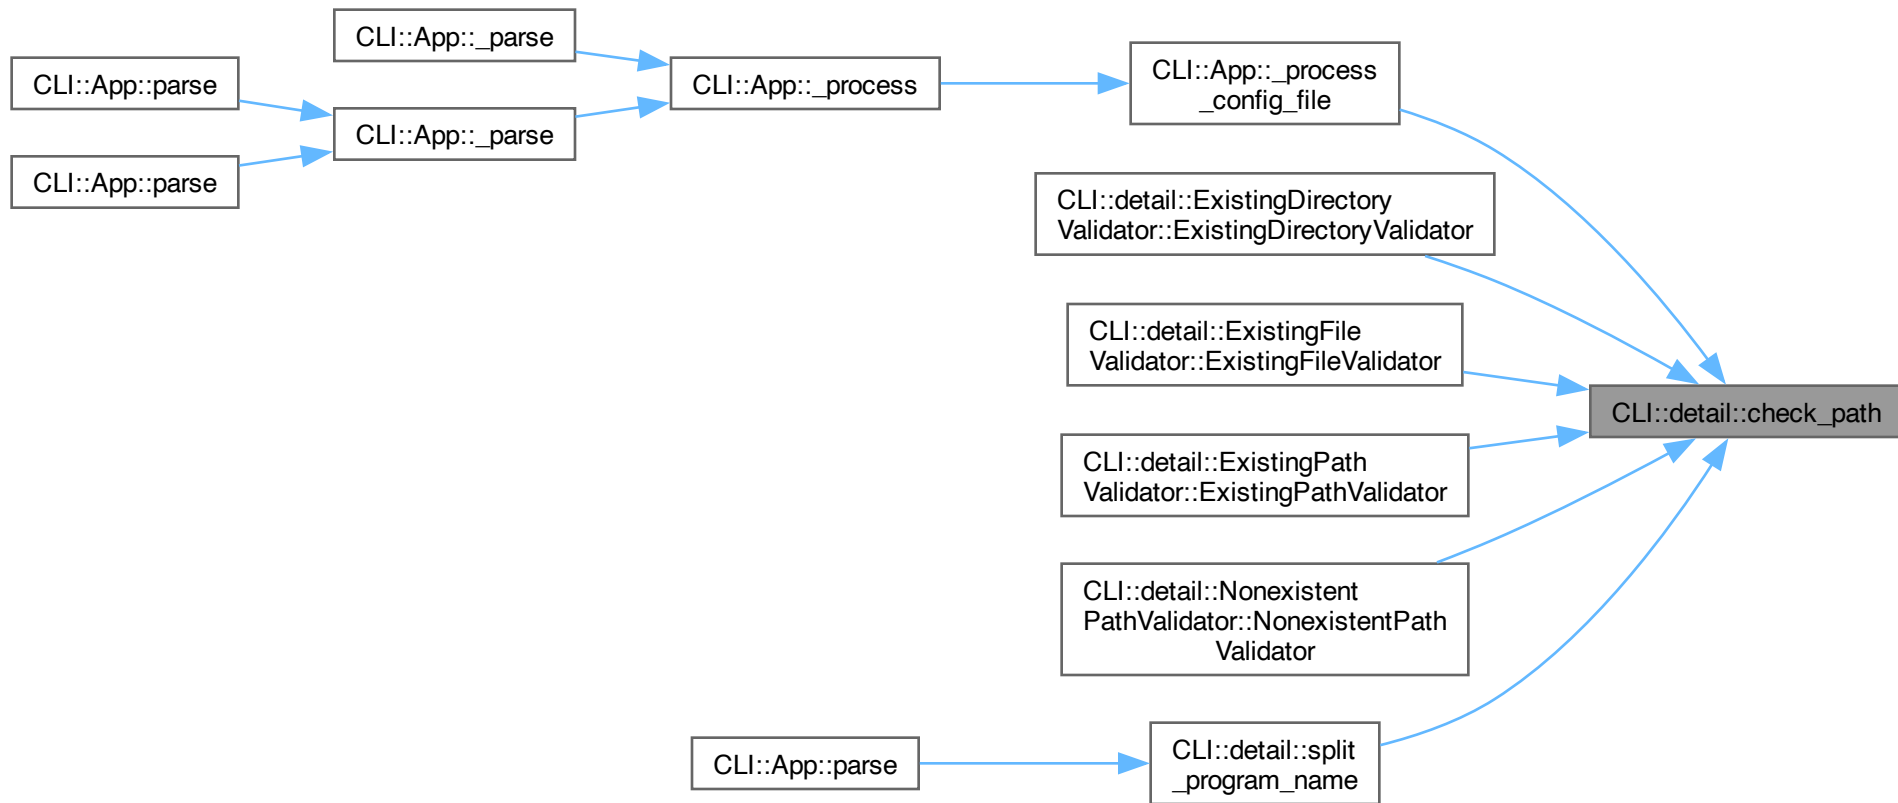 CLI::App::_parse
CLI::App::parse
CLI::App::_process
CLI::App::_process
_config_file
CLI::App::_parse
CLI::App::parse
CLI::detail::ExistingDirectory
Validator::ExistingDirectoryValidator
CLI::detail::ExistingFile
Validator::ExistingFileValidator
CLI::detail::check_path
CLI::detail::ExistingPath
Validator::ExistingPathValidator
CLI::detail::Nonexistent
PathValidator::NonexistentPath
Validator
CLI::App::parse
CLI::detail::split
_program_name